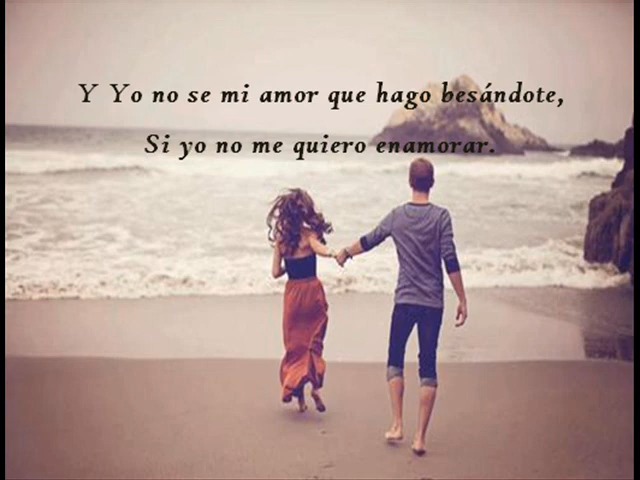 Y Yo no se mi amor que hago besándote,
Si yo no me quiero enamorar.